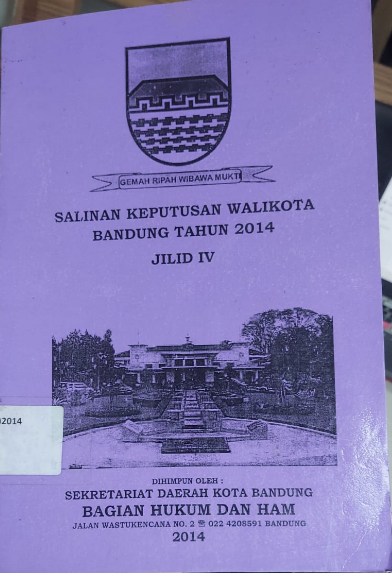 GEMAH RIPAH WIBAWA MUKTI
SALINAN KEPUTUSAN WALIKOTA
BANDUNG TAHUN 2014
JILID IV
02014
DIHIMPUN OLEH :
SEKRETARIAT DAERAH KOTA BANDUNG
BAGIAN HUKUM DAN HAM
JALAN WASTUKENCANA NO. 2 ☎ 022 4208591 BANDUNG
2014